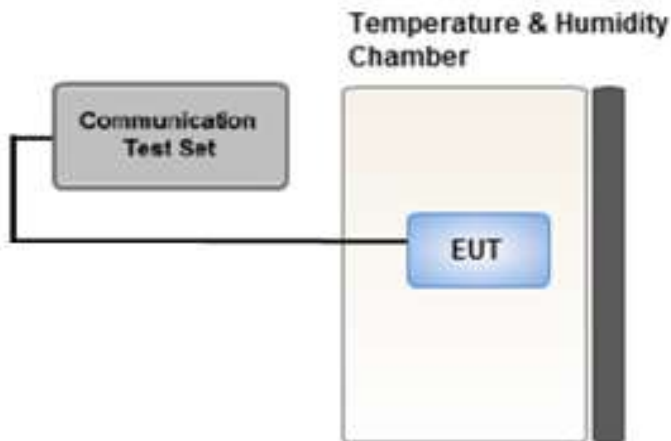 Temperature & Humidity
Chamber
Communication
Test Set
EUT